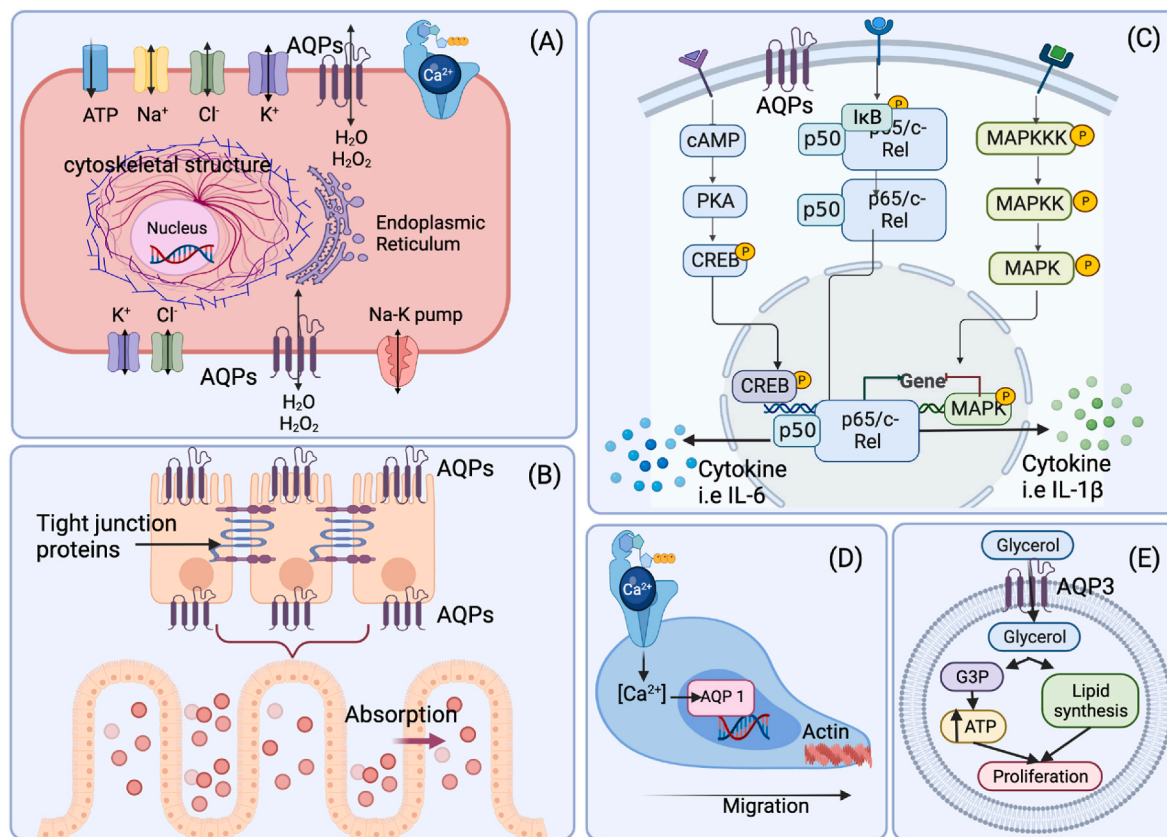 (A)
AQPs
Ca²⁺
ATP
Na⁺
Cl⁻
K⁺
H₂O
H₂O₂
cytoskeletal structure
Nucleus
Endoplasmic
Reticulum
K⁺
Cl⁻
Na-K pump
AQPs
H₂O
H₂O₂
(B)
AQPs
Tight junction
proteins
AQPs
Absorption
(C)
AQPs
cAMP
PKA
CREB
P
p50
IκB
P
p65/c-
Rel
p50
p65/c-
Rel
MAPKKK
P
MAPKK
P
MAPK
P
CREB
P
Gene
MAPK
P
p50
p65/c-
Rel
Cytokine
i.e IL-6
Cytokine
i.e IL-1β
(D)
Ca²⁺
[Ca²⁺]
AQP 1
Actin
Migration
(E)
Glycerol
AQP3
Glycerol
G3P
ATP
Lipid
synthesis
Proliferation